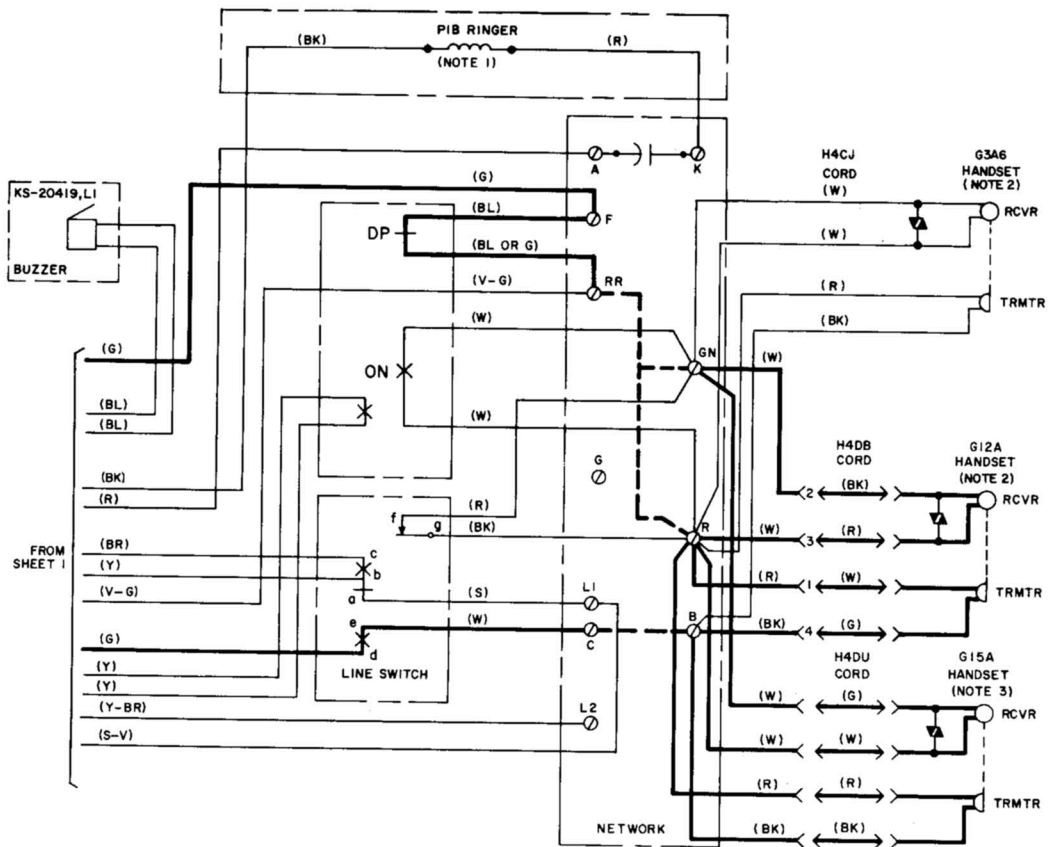 PIB RINGER
(BK)
(R)
(NOTE 1)
A
K
H4CJ
CORD
G3A6
HANDSET
(NOTE 2)
(W)
RCVR
(W)
(R)
TRMTR
(BK)
KS-20419,L1
BUZZER
(G)
(BL)
F
DP
(BL OR G)
RR
(V-G)
(W)
GN
(W)
ON
(W)
G
(G)
(BL)
(BL)
(BK)
(R)
FROM
SHEET 1
(BR)
(Y)
(V-G)
(G)
(Y)
(Y)
(Y-BR)
(S-V)
f
g
(R)
(BK)
R
c
b
a
(S)
L1
e
(W)
d
C
B
LINE SWITCH
L2
NETWORK
H4DB
CORD
G12A
HANDSET
(NOTE 2)
2
(BK)
RCVR
(W)
3
(R)
(R)
1
(W)
TRMTR
(BK)
4
(G)
H4DU
CORD
G15A
HANDSET
(NOTE 3)
(W)
(G)
RCVR
(W)
(W)
(R)
(R)
TRMTR
(BK)
(BK)